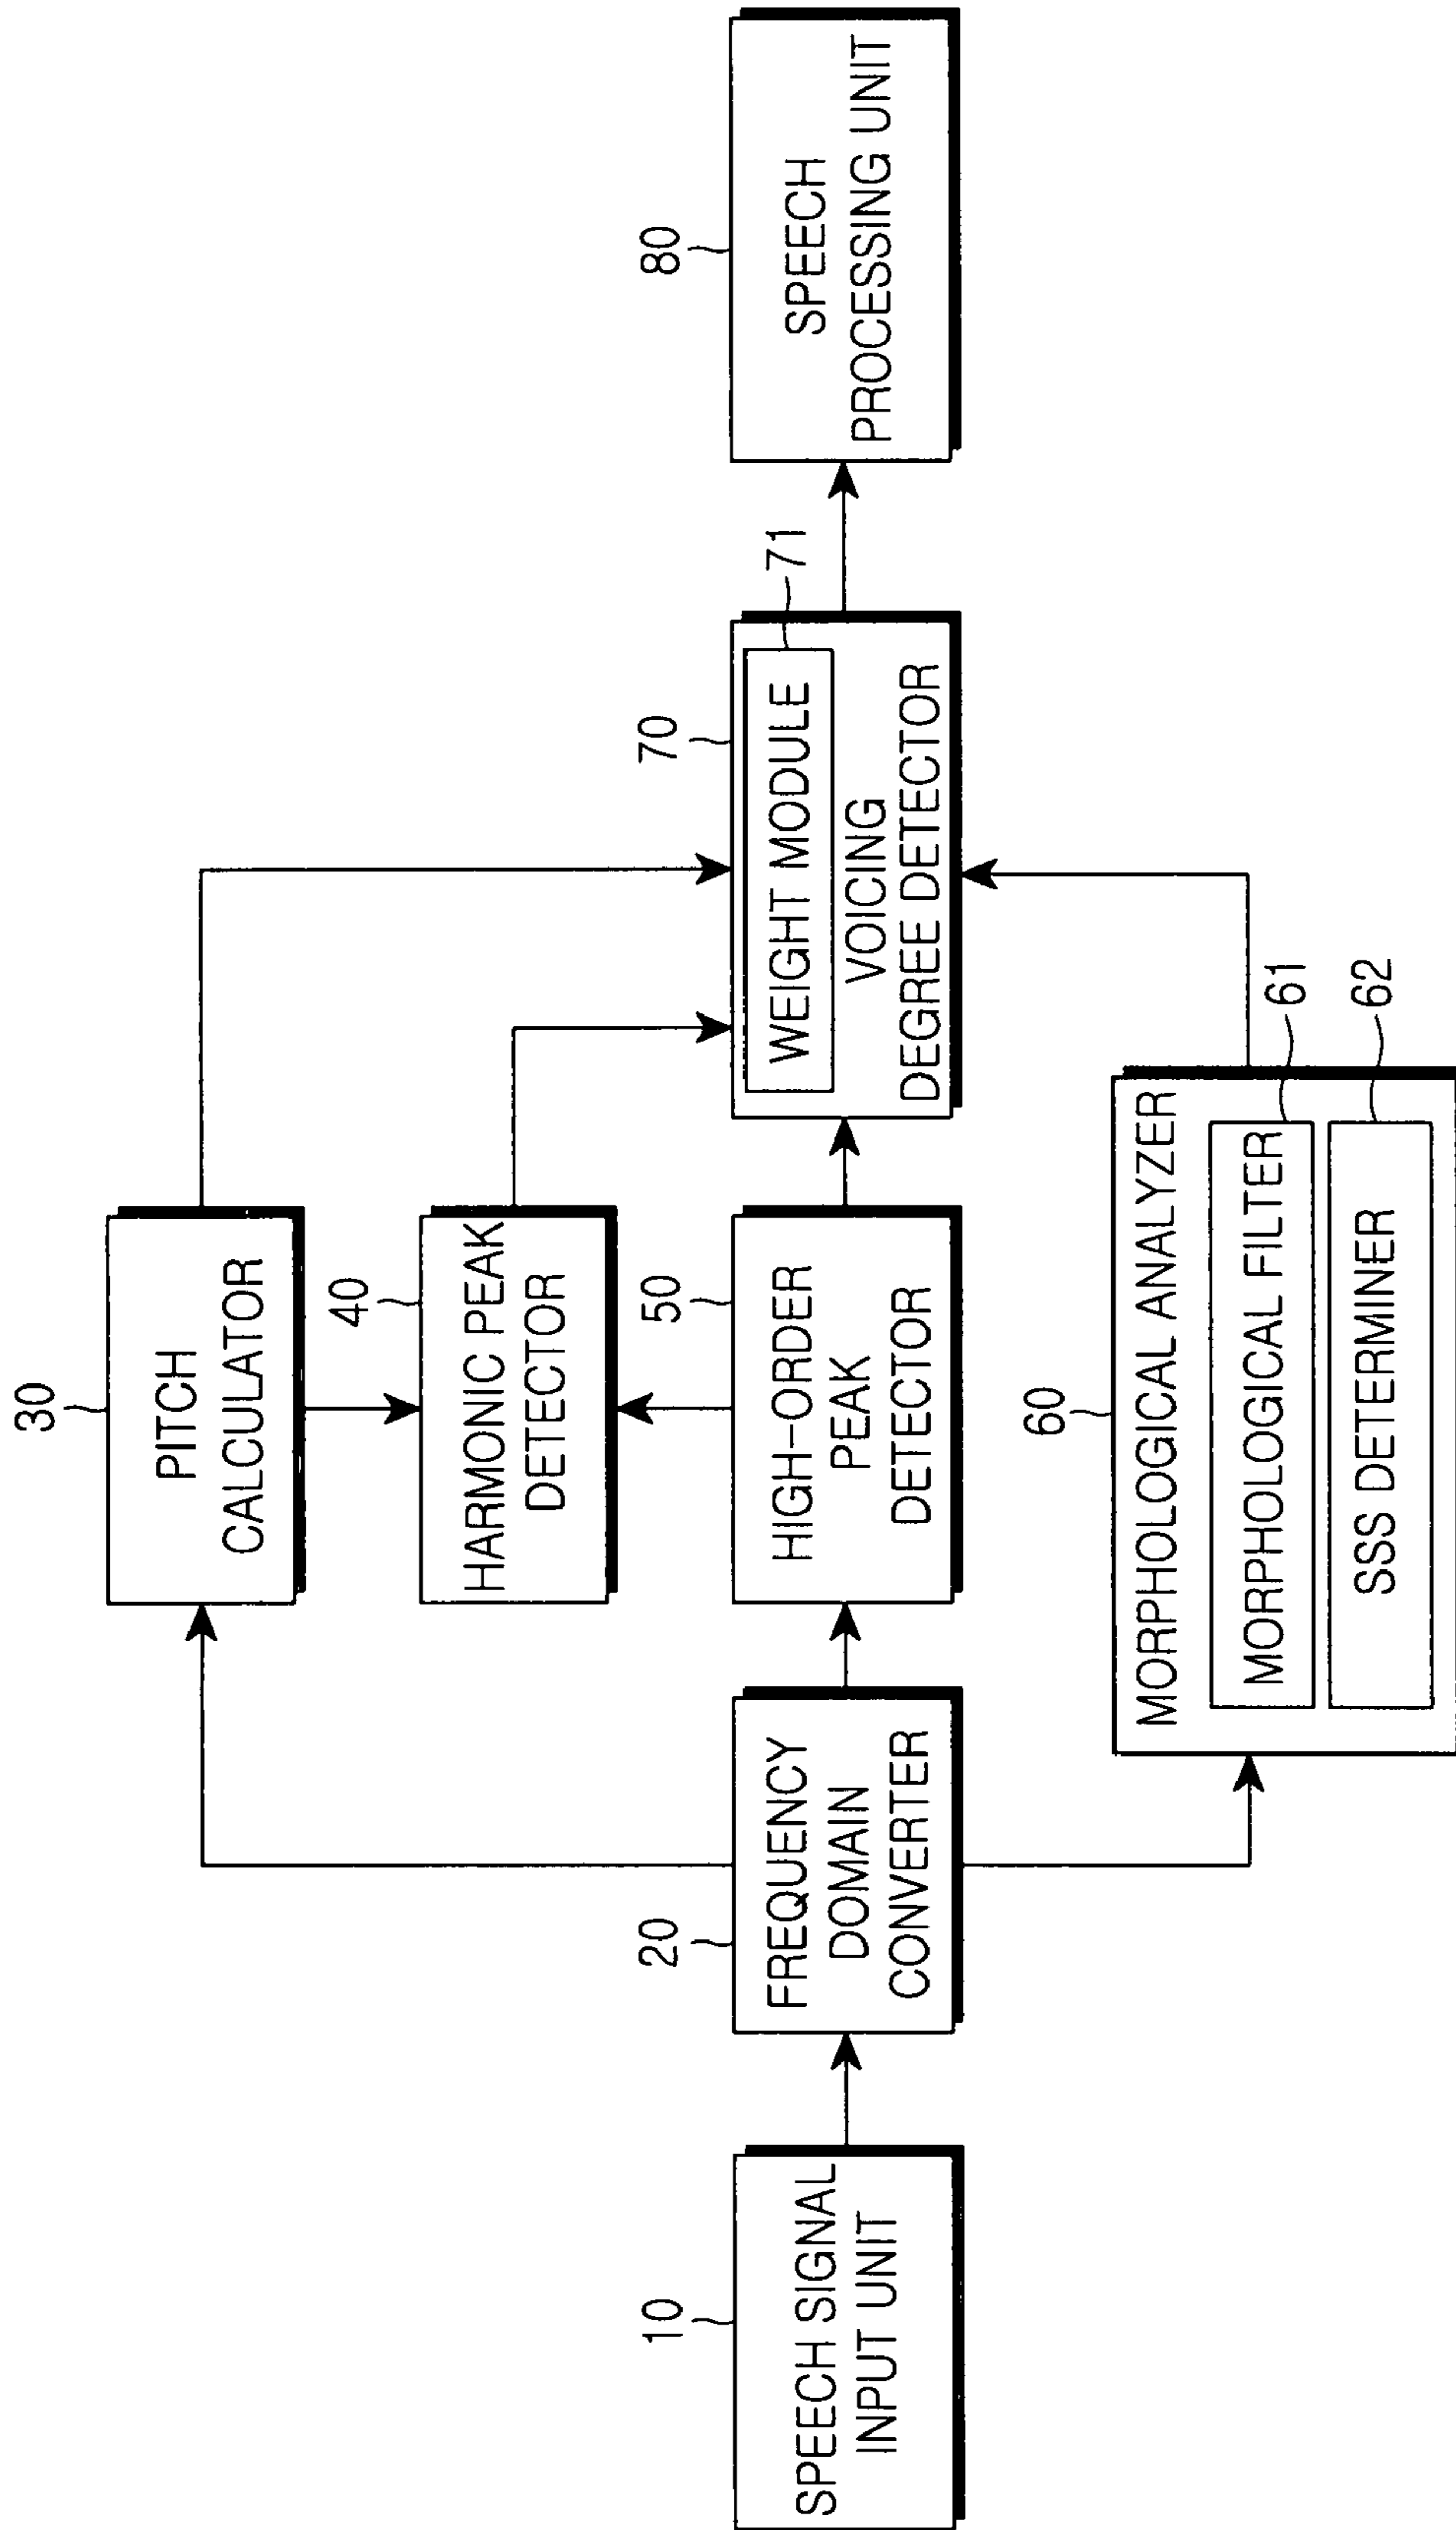 10
SPEECH SIGNAL
INPUT UNIT
20
FREQUENCY
DOMAIN
CONVERTER
30
PITCH
CALCULATOR
40
HARMONIC PEAK
DETECTOR
50
HIGH-ORDER
PEAK
DETECTOR
60
MORPHOLOGICAL ANALYZER
MORPHOLOGICAL FILTER
61
SSS DETERMINER
62
70
WEIGHT MODULE
71
VOICING
DEGREE DETECTOR
80
SPEECH
PROCESSING UNIT